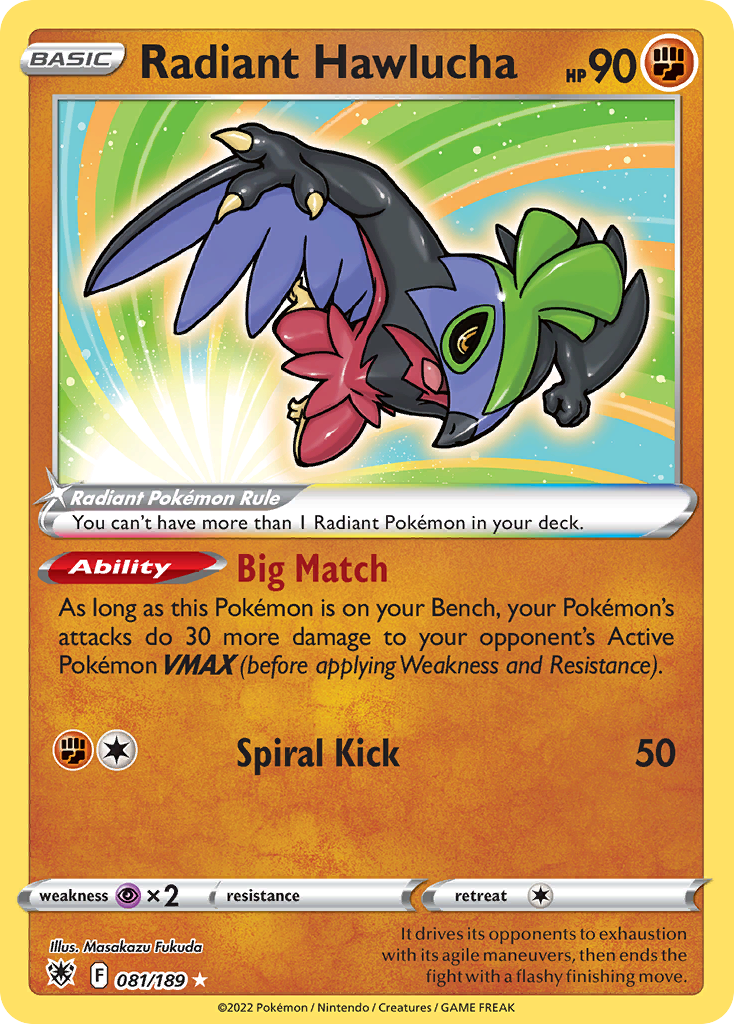 BASIC
Radiant Hawlucha
HP 90
Radiant Pokémon Rule
You can't have more than 1 Radiant Pokémon in your deck.
Ability
Big Match
As long as this Pokémon is on your Bench, your Pokémon's
attacks do 30 more damage to your opponent's Active
Pokémon VMAX (before applying Weakness and Resistance).
Spiral Kick 50
weakness ×2 resistance retreat
Illus. Masakazu Fukuda
F 081/189 ★
It drives its opponents to exhaustion
with its agile maneuvers, then ends the
fight with a flashy finishing move.
©2022 Pokémon / Nintendo / Creatures / GAME FREAK